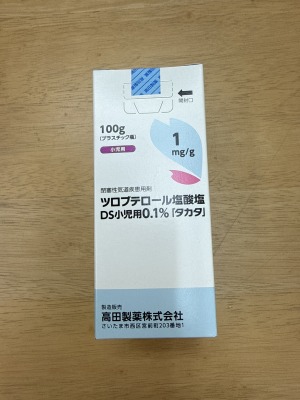 開封口
100g
(プラスチック瓶)
小児用
1
mg/g
閉塞性気道疾患用剤
ツロブテロール塩酸塩
DS小児用0.1%「タカタ」
製造販売
高田製薬株式会社
さいたま市西区宮前町203番地1